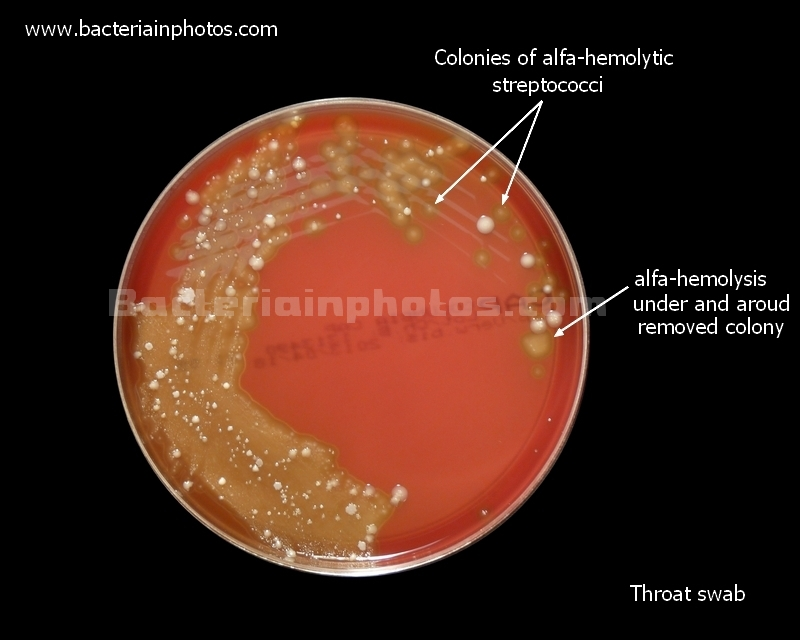 www.bacteriainphotos.com
Colonies of alfa-hemolytic
streptococci
alfa-hemolysis
under and aroud
removed colony
Bacteriainphotos.com
Throat swab